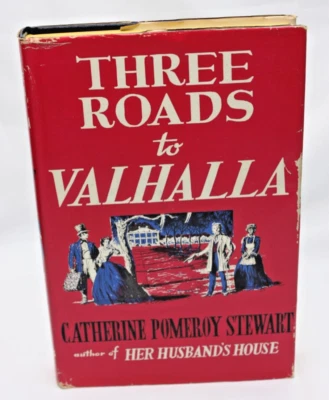 THREE
ROADS
to
VALHALLA
CATHERINE POMEROY STEWART
author of HER HUSBAND'S HOUSE